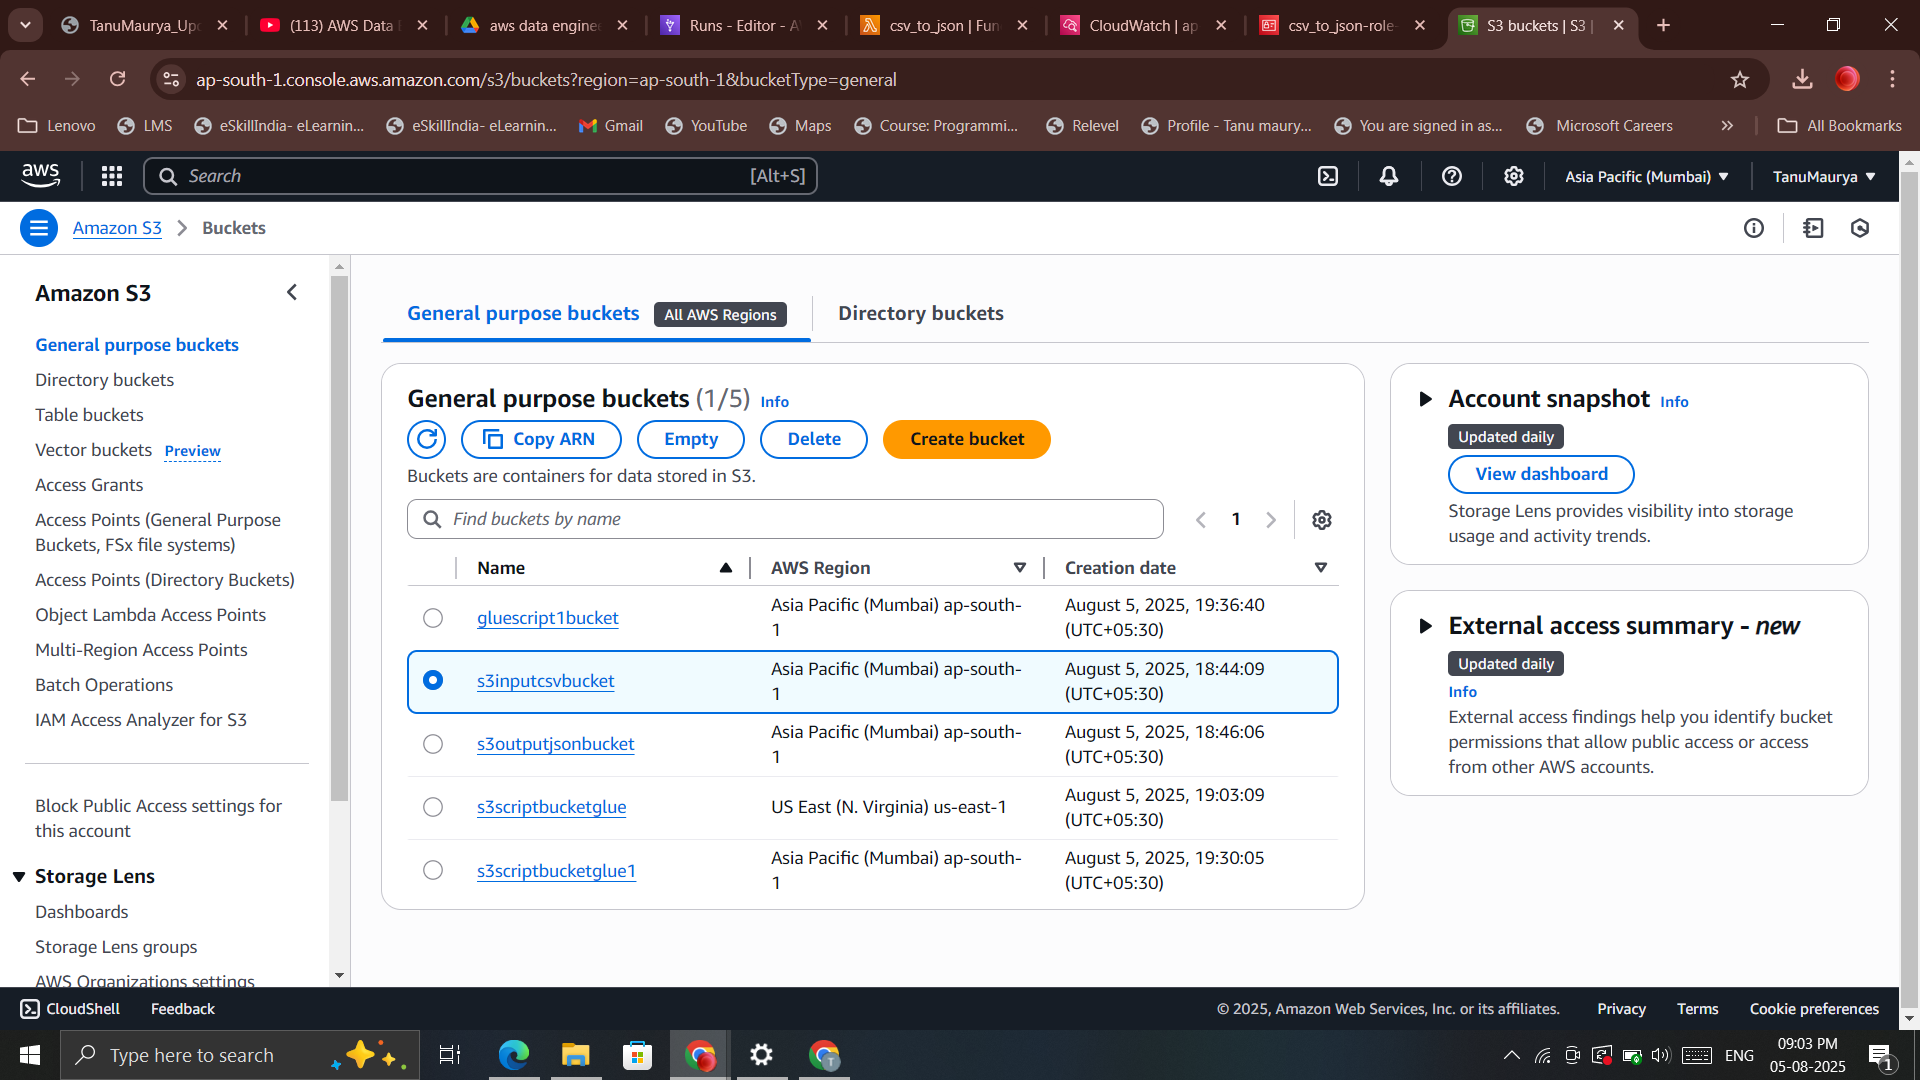 TanuMaurya_Upd
(113) AWS Data E
aws data enginee
Runs - Editor - A
csv_to_json | Fun
CloudWatch | ap
csv_to_json-role-
S3 buckets | S3 |
ap-south-1.console.aws.amazon.com/s3/buckets?region=ap-south-1&bucketType=general
Lenovo
LMS
eSkillIndia- eLearnin...
eSkillIndia- eLearnin...
Gmail
YouTube
Maps
Course: Programmi...
Relevel
Profile - Tanu maury...
You are signed in as...
Microsoft Careers
All Bookmarks
aws
Search
[Alt+S]
Asia Pacific (Mumbai)
TanuMaurya
Amazon S3
Buckets
Amazon S3
General purpose buckets
Directory buckets
Table buckets
Vector buckets Preview
Access Grants
Access Points (General Purpose
Buckets, FSx file systems)
Access Points (Directory Buckets)
Object Lambda Access Points
Multi-Region Access Points
Batch Operations
IAM Access Analyzer for S3
Block Public Access settings for
this account
Storage Lens
Dashboards
Storage Lens groups
AWS Organizations settings
General purpose buckets All AWS Regions
Directory buckets
General purpose buckets (1/5) Info
Copy ARN
Empty
Delete
Create bucket
Buckets are containers for data stored in S3.
Find buckets by name
1
Name
AWS Region
Creation date
gluescript1bucket
Asia Pacific (Mumbai) ap-south-
1
August 5, 2025, 19:36:40
(UTC+05:30)
s3inputcsvbucket
Asia Pacific (Mumbai) ap-south-
1
August 5, 2025, 18:44:09
(UTC+05:30)
s3outputjsonbucket
Asia Pacific (Mumbai) ap-south-
1
August 5, 2025, 18:46:06
(UTC+05:30)
s3scriptbucketglue
US East (N. Virginia) us-east-1
August 5, 2025, 19:03:09
(UTC+05:30)
s3scriptbucketglue1
Asia Pacific (Mumbai) ap-south-
1
August 5, 2025, 19:30:05
(UTC+05:30)
Account snapshot Info
Updated daily
View dashboard
Storage Lens provides visibility into storage
usage and activity trends.
External access summary - new
Updated daily
Info
External access findings help you identify bucket
permissions that allow public access or access
from other AWS accounts.
CloudShell
Feedback
© 2025, Amazon Web Services, Inc. or its affiliates.
Privacy
Terms
Cookie preferences
Type here to search
T
ENG
09:03 PM
05-08-2025
1